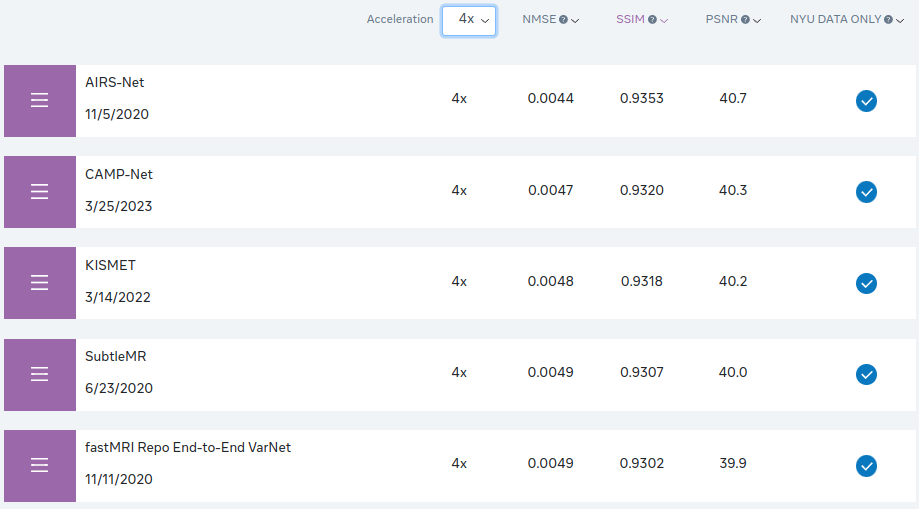 Acceleration 4x NMSE SSIM PSNR NYU DATA ONLY
AIRS-Net
11/5/2020
4x 0.0044 0.9353 40.7
CAMP-Net
3/25/2023
4x 0.0047 0.9320 40.3
KISMET
3/14/2022
4x 0.0048 0.9318 40.2
SubtleMR
6/23/2020
4x 0.0049 0.9307 40.0
fastMRI Repo End-to-End VarNet
11/11/2020
4x 0.0049 0.9302 39.9